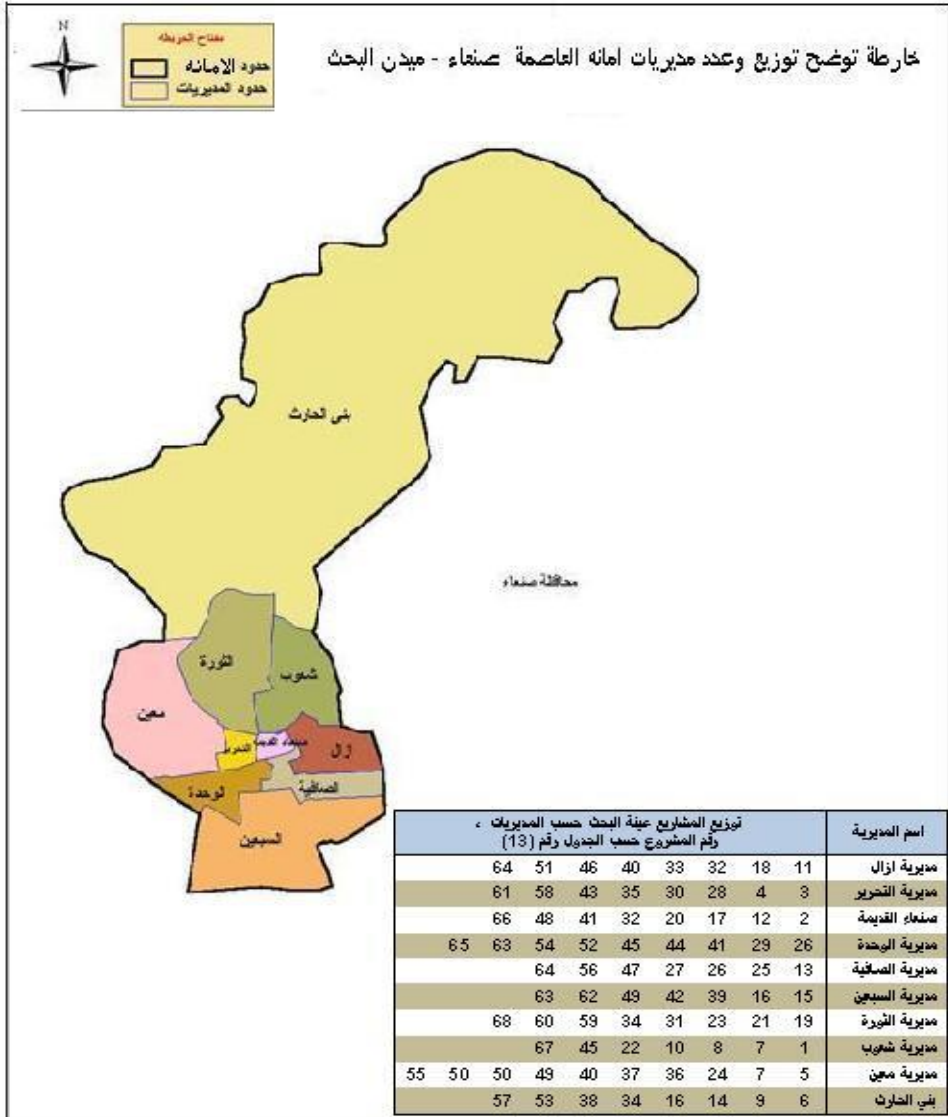 N
مفتاح الخريطه
حدود الامانه
حدود المديريات
خارطة توضح توزيع وعدد مديريات امانه العاصمة صنعاء - ميدن البحث
بني الحارث
محافظة صنعاء
الثورة
شعوب
معين
التحرير
صنعاء القديمة
ازال
الصافية
الوحدة
السبعين
اسم المديرية توزيع المشاريع عينة البحث حسب المديريات ،
رقم المشروع حسب الجدول رقم (13)
مديرية ازال 11 18 32 33 40 46 51 64
مديرية التحرير 3 4 28 30 35 43 58 61
صنعاء القديمة 2 12 17 20 32 41 48 66
مديرية الوحدة 26 29 41 44 45 52 54 63 65
مديرية الصافية 13 25 26 27 47 56 64
مديرية السبعين 15 16 39 42 49 62 63
مديرية الثورة 19 21 23 31 34 59 60 68
مديرية شعوب 1 7 8 10 22 45 67
مديرية معين 5 7 24 36 37 40 49 50 50 55
بني الحارث 6 9 14 16 34 38 53 57